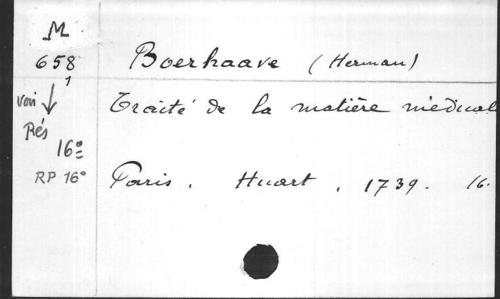 M
658 Boerhaave (Herman)
1
voir Traité de la matière médical
Rés
16°
RP 16° Paris. Huart, 1739. 16.